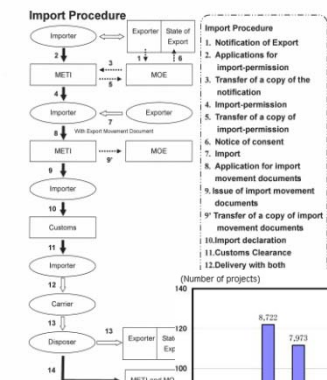 Import Procedure
Importer
Exporter
State of
Export
2
3
1
6
METI
MOE
5
4
Importer
Exporter
7
8
With Export Movement Document
METI
MOE
9
9'
Importer
10
Customs
11
Importer
12
Carrier
13
Disposer
13
Exporter
14
METI and
Import Procedure
1. Notification of Export
2. Applications for
import-permission
3. Transfer of a copy of the
notification
4. Import-permission
5. Transfer of a copy of
import-permission
6. Notice of consent
7. Import
8. Application for import
movement documents
9. Issue of import movement
documents
9' Transfer of a copy of import
movement documents
10.Import declaration
11.Customs Clearance
12.Delivery with both
(Number of projects)
140
8,722
120
7,973
100